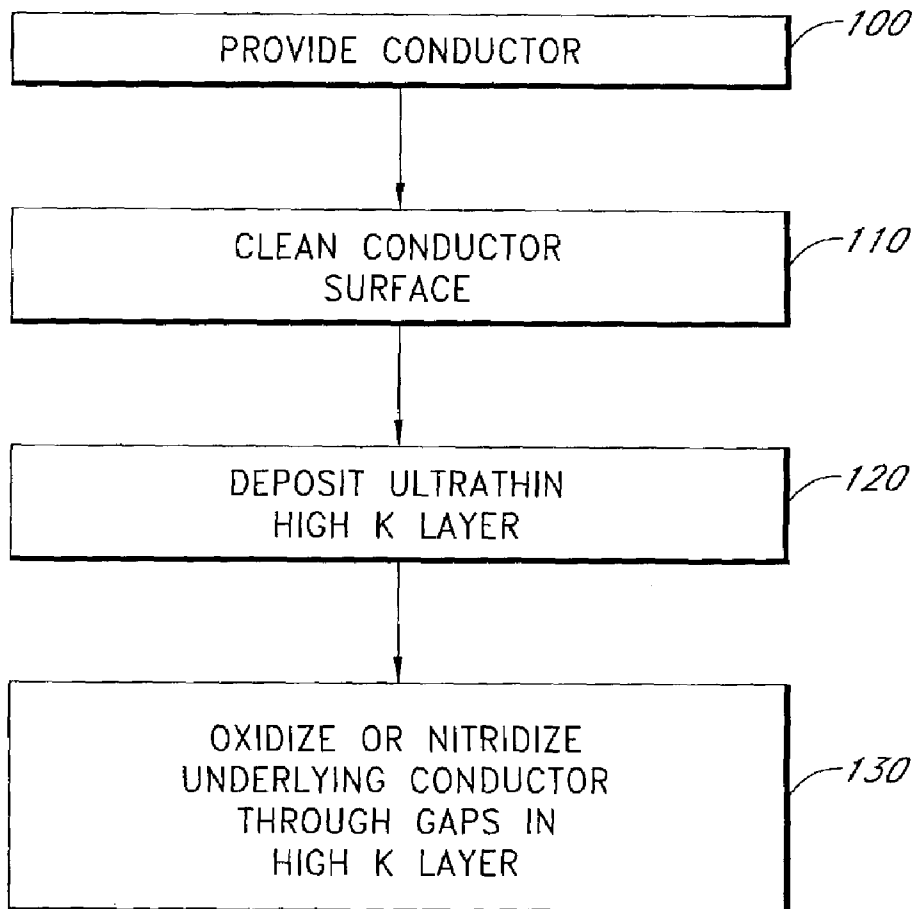 PROVIDE CONDUCTOR
100
CLEAN CONDUCTOR
SURFACE
110
DEPOSIT ULTRATHIN
HIGH K LAYER
120
OXIDIZE OR NITRIDIZE
UNDERLYING CONDUCTOR
THROUGH GAPS IN
HIGH K LAYER
130